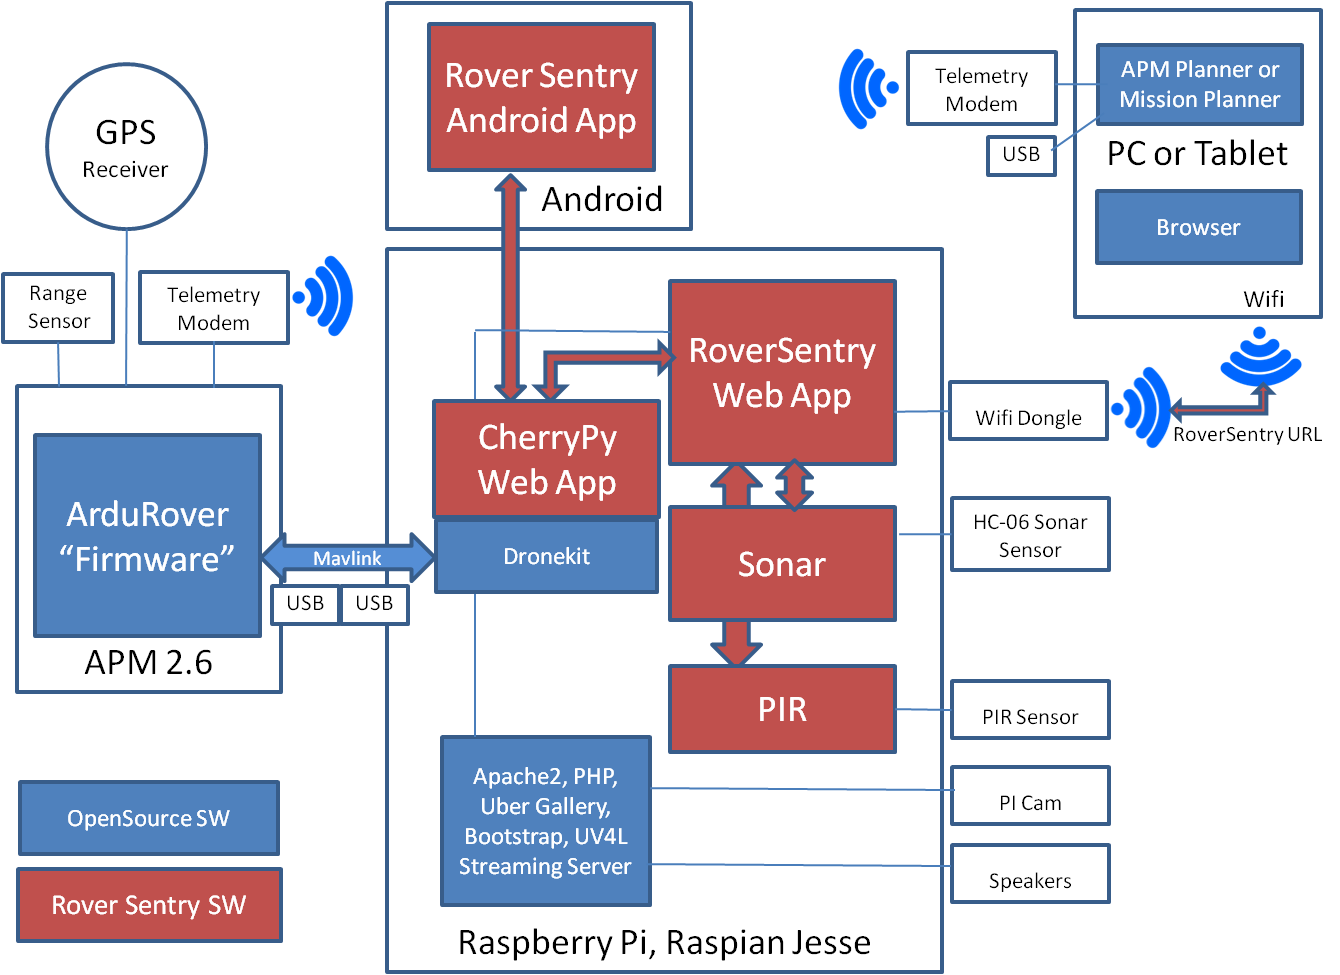 Rover Sentry
Android App
Android
GPS
Receiver
Range
Sensor
Telemetry
Modem
ArduRover
“Firmware”
APM 2.6
Mavlink
USB
USB
Telemetry
Modem
USB
APM Planner or
Mission Planner
PC or Tablet
Browser
Wifi
RoverSentry URL
RoverSentry
Web App
CherryPy
Web App
Dronekit
Sonar
PIR
Apache2, PHP,
Uber Gallery,
Bootstrap, UV4L
Streaming Server
Raspberry Pi, Raspian Jesse
Wifi Dongle
HC-06 Sonar
Sensor
PIR Sensor
PI Cam
Speakers
OpenSource SW
Rover Sentry SW